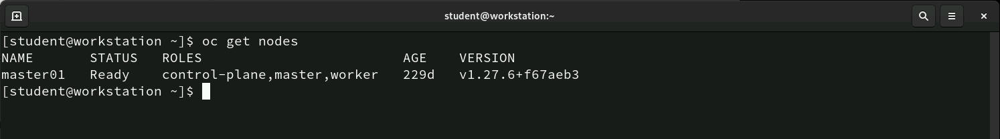 student@workstation:~
[student@workstation ~]$ oc get nodes
NAME       STATUS   ROLES                         AGE    VERSION
master01   Ready    control-plane,master,worker   229d   v1.27.6+f67aeb3
[student@workstation ~]$